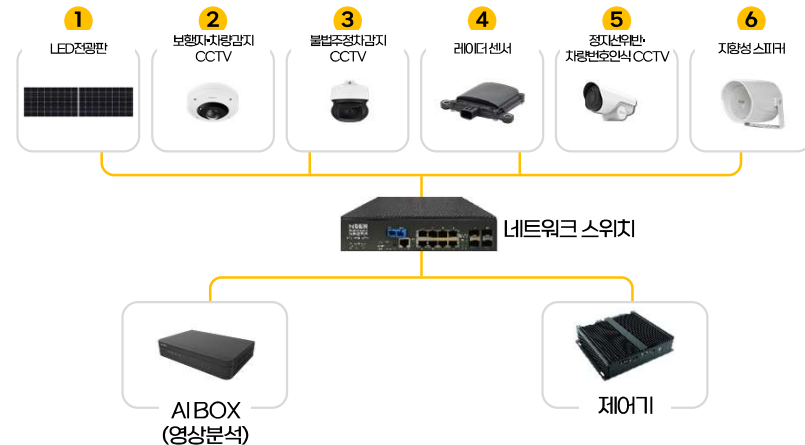 1
LED전광판
2
보행자•차량감지
CCTV
3
불법주정차감지
CCTV
4
레이더 센서
5
정지선위반•
차량번호인식 CCTV
6
지향성 스피커
네트워크 스위치
AI BOX
(영상분석)
제어기